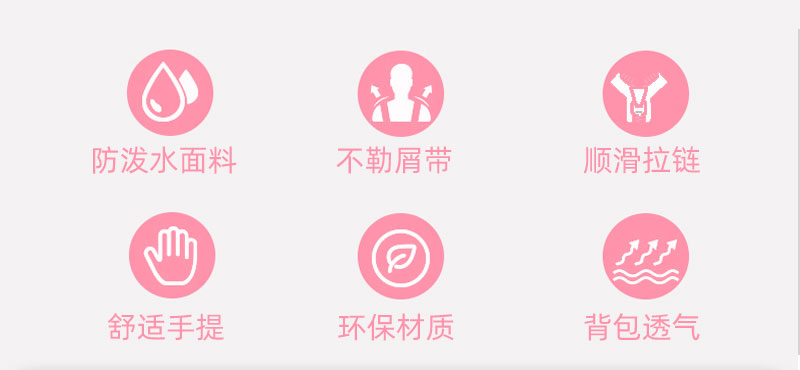 防泼水面料
不勒屑带
顺滑拉链
舒适手提
环保材质
背包透气